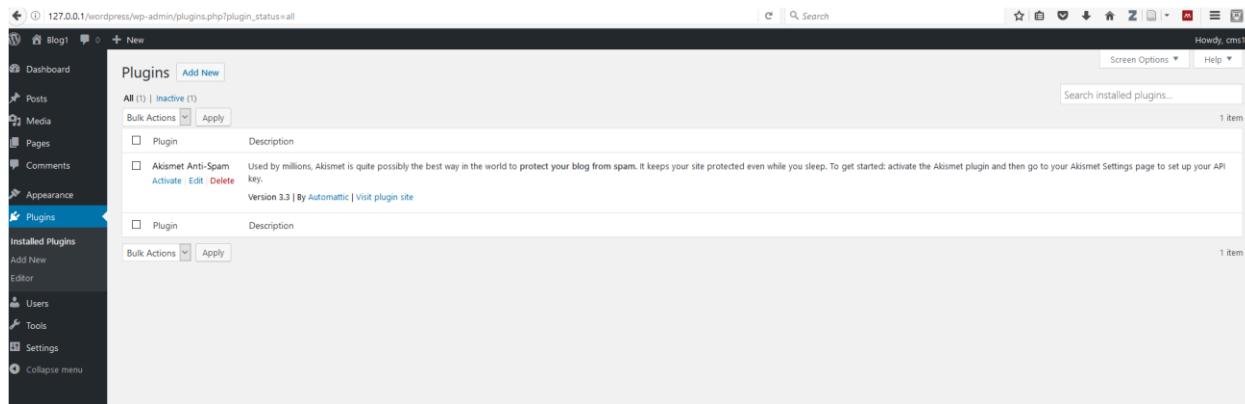 127.0.0.1/wordpress/wp-admin/plugins.php?plugin_status=all
Search
Blog1 0 + New
Howdy, cms1
Screen Options Help
Dashboard
Posts
Media
Pages
Comments
Appearance
Plugins
Installed Plugins
Add New
Editor
Users
Tools
Settings
Collapse menu
Plugins Add New
All (1) | Inactive (1)
Search installed plugins...
Bulk Actions Apply
1 item
Plugin Description
Akismet Anti-Spam
Activate | Edit | Delete
Used by millions, Akismet is quite possibly the best way in the world to protect your blog from spam. It keeps your site protected even while you sleep. To get started: activate the Akismet plugin and then go to your Akismet Settings page to set up your API
key.
Version 3.3 | By Automattic | Visit plugin site
Plugin Description
Bulk Actions Apply
1 item